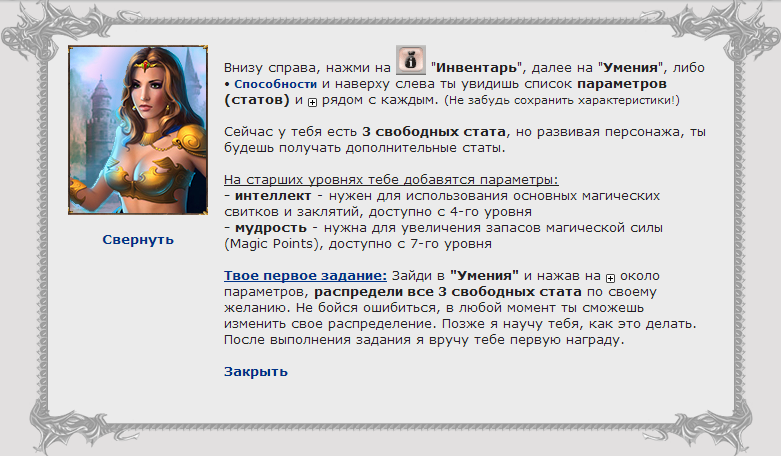 Внизу справа, нажми на "Инвентарь", далее на "Умения", либо
• Способности и наверху слева ты увидишь список параметров
(статов) и + рядом с каждым. (Не забудь сохранить характеристики!)
Сейчас у тебя есть 3 свободных стата, но развивая персонажа, ты
будешь получать дополнительные статы.
На старших уровнях тебе добавятся параметры:
- интеллект - нужен для использования основных магических
свитков и заклятий, доступно с 4-го уровня
- мудрость - нужна для увеличения запасов магической силы
(Magic Points), доступно с 7-го уровня
Твое первое задание: Зайди в "Умения" и нажав на + около
параметров, распредели все 3 свободных стата по своему
желанию. Не бойся ошибиться, в любой момент ты сможешь
изменить свое распределение. Позже я научу тебя, как это делать.
После выполнения задания я вручу тебе первую награду.
Закрыть
Свернуть